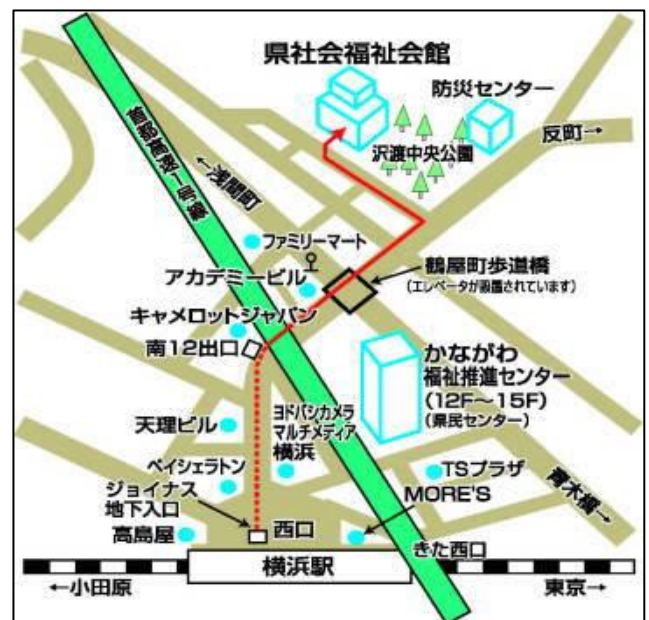 県社会福祉会館
防災センター
反町→
沢渡中央公園
首都高速一号線
←浅間町
ファミリーマート
アカデミービル
鶴屋町歩道橋
(エレベータが設置されています)
キャメロットジャパン
南12出口
かながわ
福祉推進センター
(12F～15F)
(県民センター)
天理ビル
ヨドバシカメラ
マルチメディア
横浜
ベイシェラトン
TSプラザ
青木橋→
ジョイナス
地下入口
MORE'S
高島屋
西口
きた西口
横浜駅
←小田原
東京→